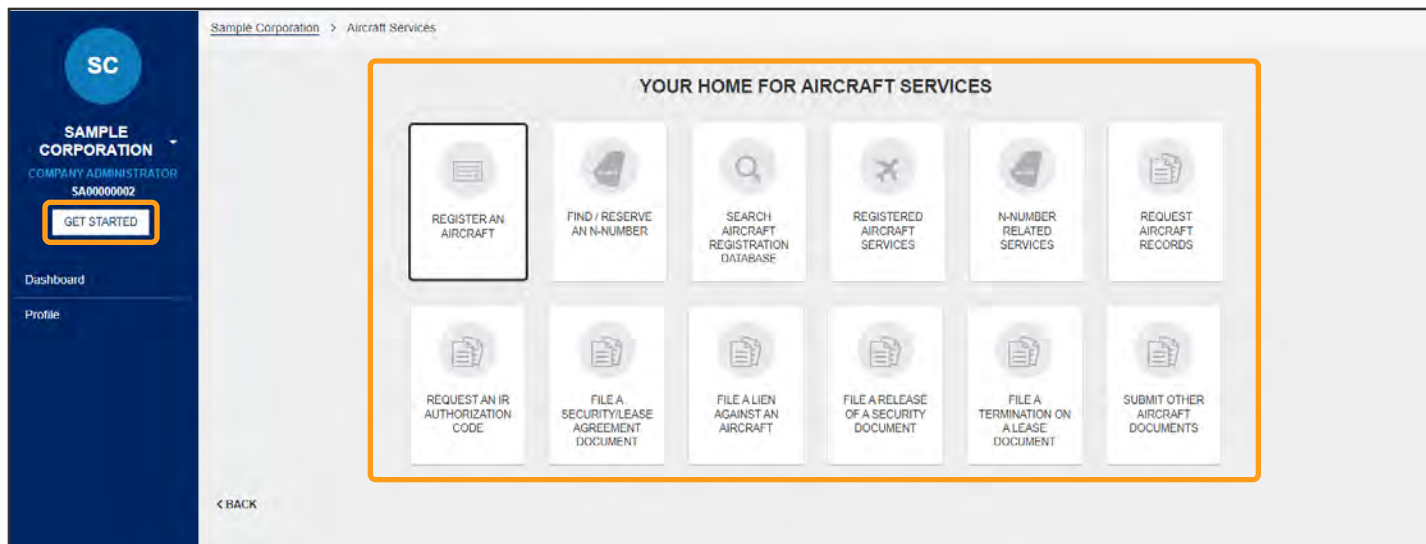 Sample Corporation > Aircraft Services
SC
SAMPLE
CORPORATION
COMPANY ADMINISTRATOR
SA00000002
GET STARTED
Dashboard
Profile
YOUR HOME FOR AIRCRAFT SERVICES
REGISTER AN
AIRCRAFT
FIND / RESERVE
AN N-NUMBER
SEARCH
AIRCRAFT
REGISTRATION
DATABASE
REGISTERED
AIRCRAFT
SERVICES
N-NUMBER
RELATED
SERVICES
REQUEST
AIRCRAFT
RECORDS
REQUEST AN IR
AUTHORIZATION
CODE
FILE A
SECURITY/LEASE
AGREEMENT
DOCUMENT
FILE A LIEN
AGAINST AN
AIRCRAFT
FILE A RELEASE
OF A SECURITY
DOCUMENT
FILE A
TERMINATION ON
A LEASE
DOCUMENT
SUBMIT OTHER
AIRCRAFT
DOCUMENTS
< BACK